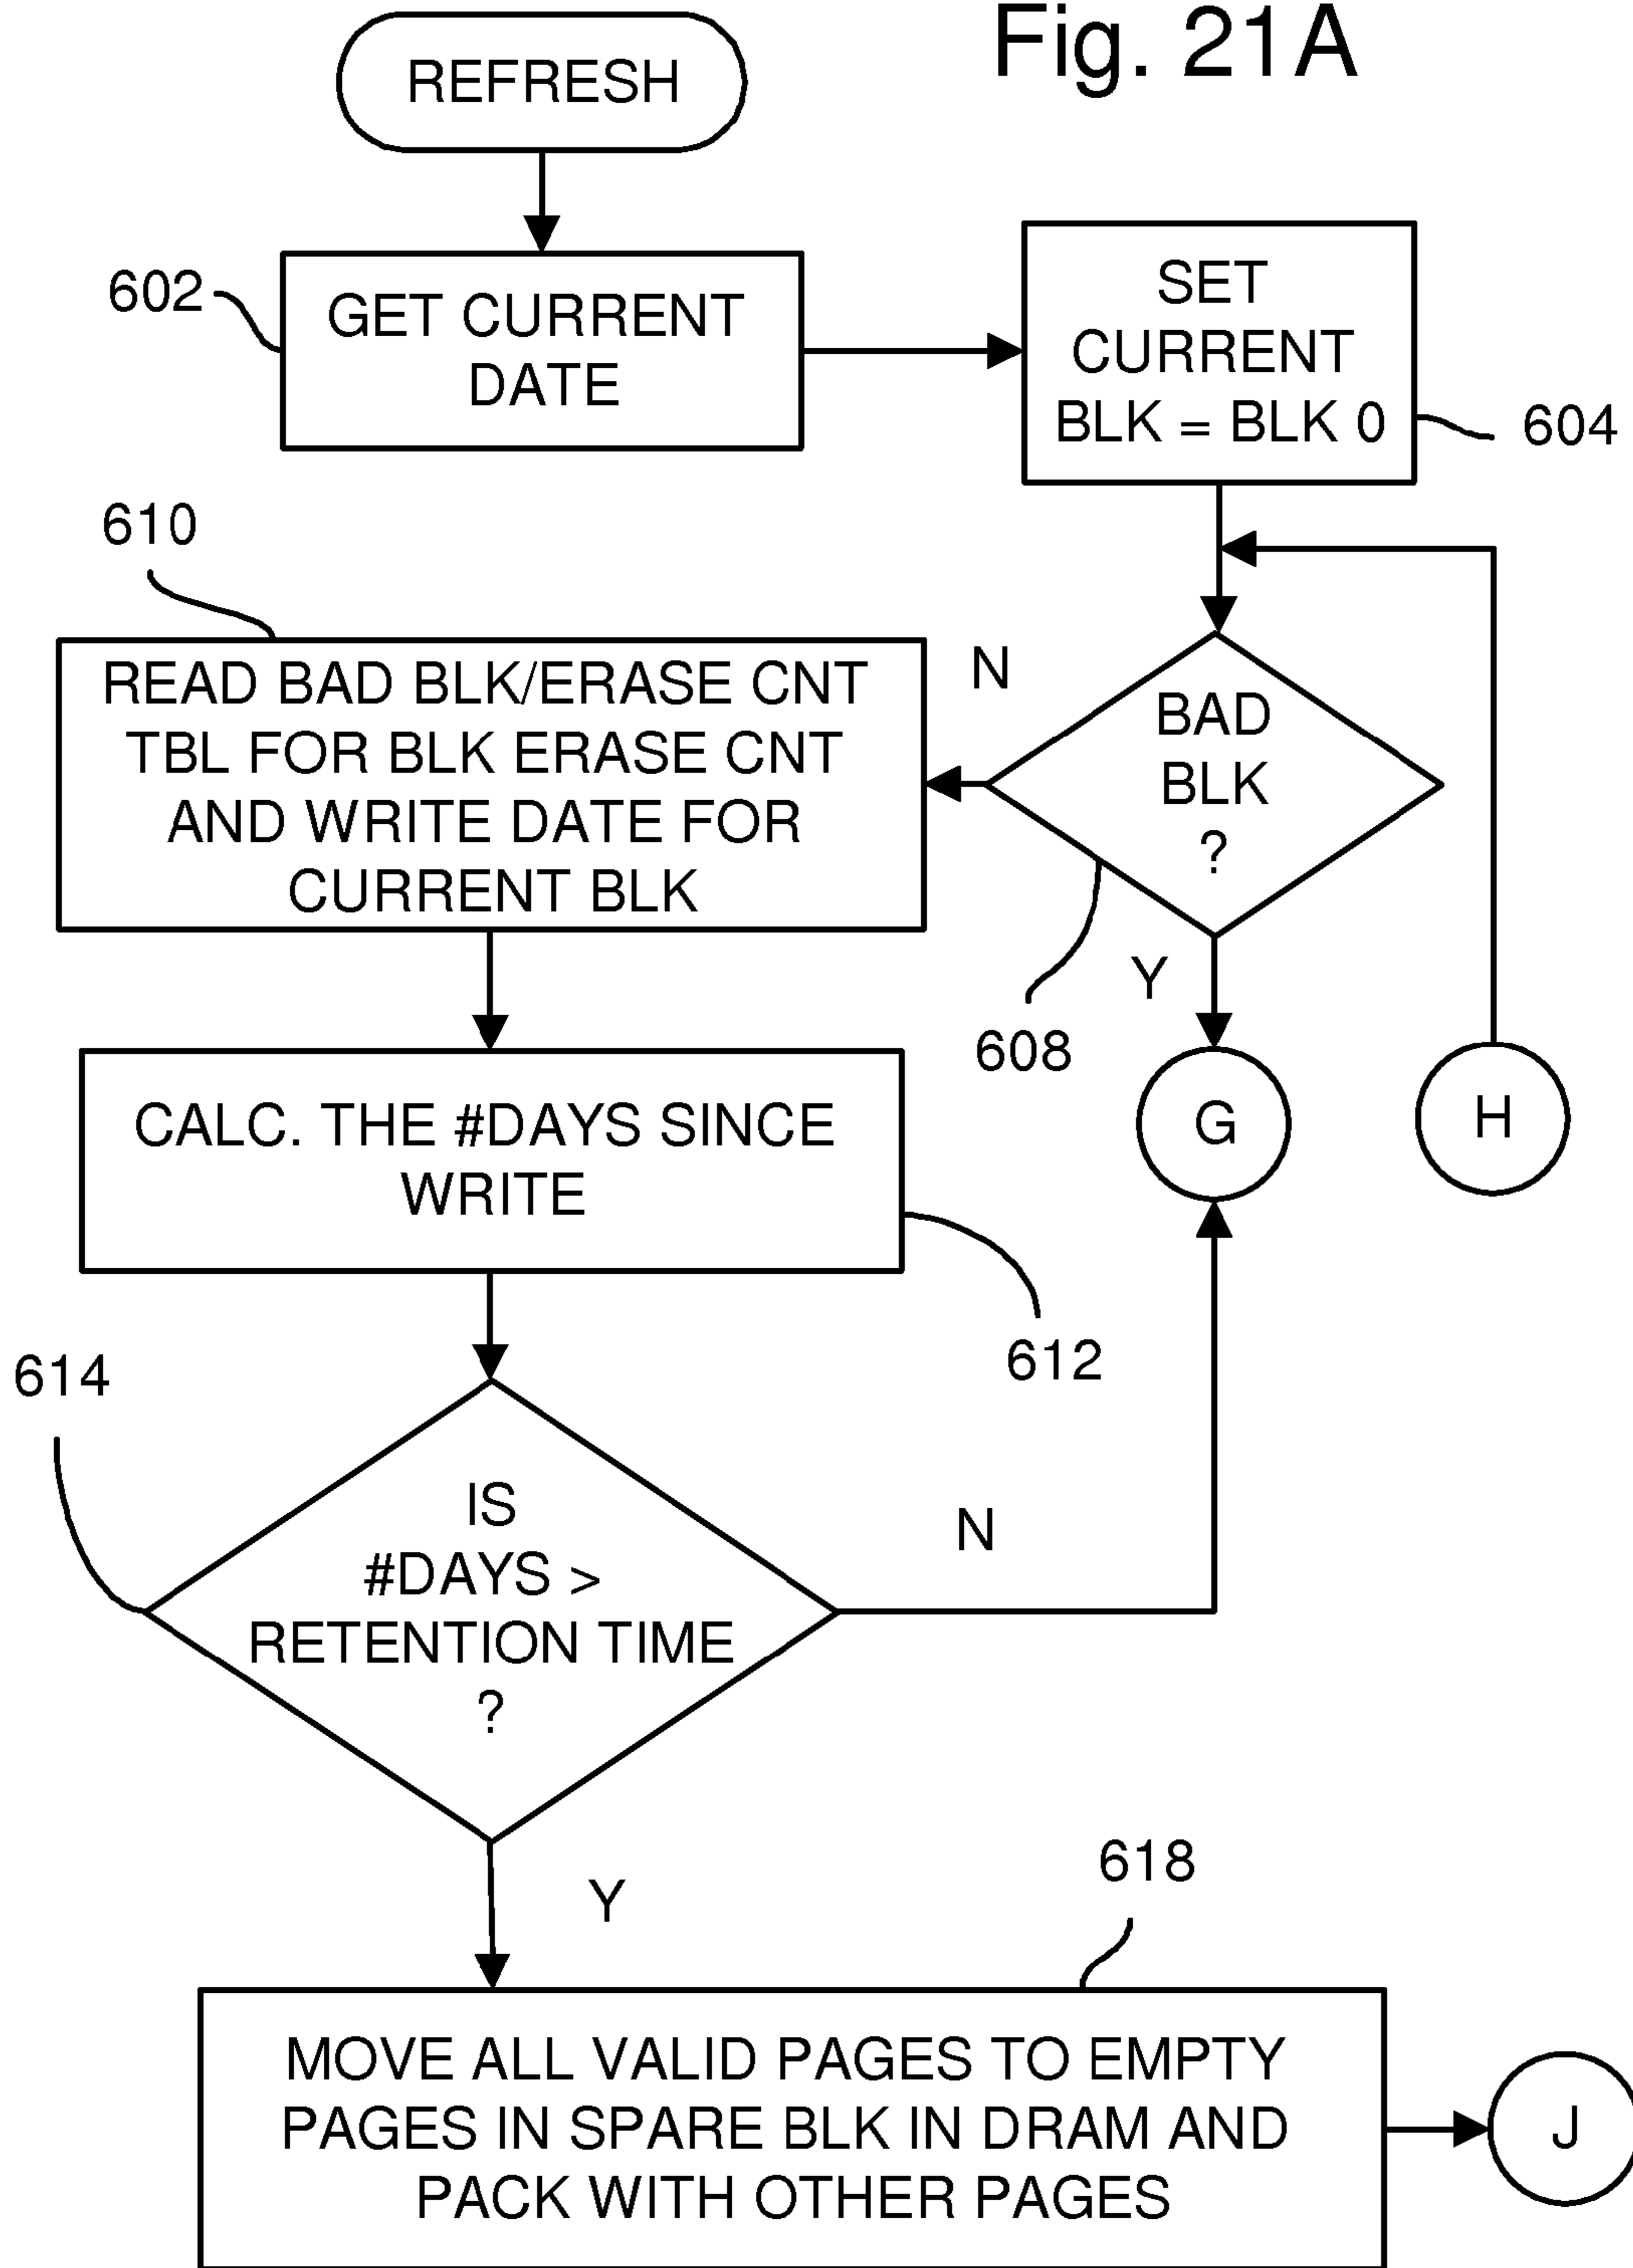 Fig. 21A
REFRESH
602
GET CURRENT
DATE
SET
CURRENT
BLK = BLK 0
604
610
READ BAD BLK/ERASE CNT
TBL FOR BLK ERASE CNT
AND WRITE DATE FOR
CURRENT BLK
N
BAD
BLK
?
Y
608
G
H
CALC. THE #DAYS SINCE
WRITE
612
614
IS
#DAYS >
RETENTION TIME
?
N
Y
618
MOVE ALL VALID PAGES TO EMPTY
PAGES IN SPARE BLK IN DRAM AND
PACK WITH OTHER PAGES
J